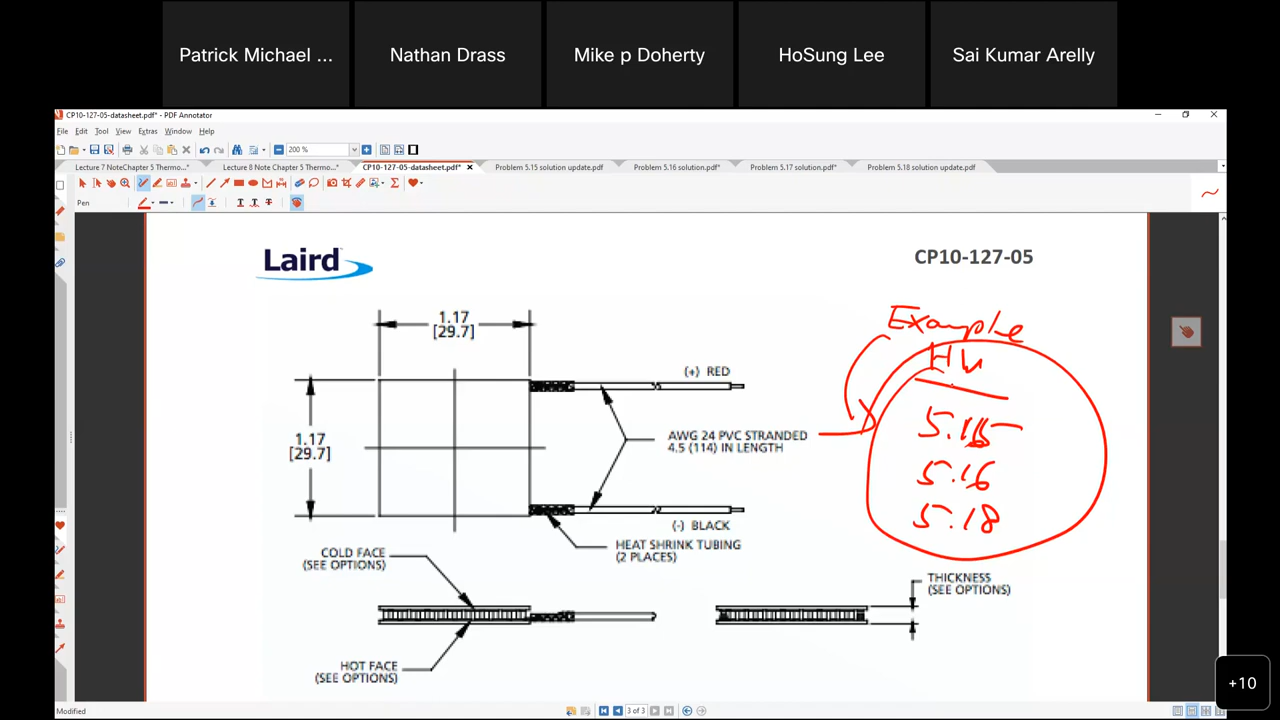 Patrick Michael ...
Nathan Drass
Mike p Doherty
HoSung Lee
Sai Kumar Arelly
CP10-127-05-datasheet.pdf* - PDF Annotator
File Edit Tool View Extras Window Help
200 %
Lecture 7 NoteChapter 5 Thermo...
Lecture 8 Note Chapter 5 Thermo...
CP10-127-05-datasheet.pdf*
Problem 5.15 solution update.pdf
Problem 5.16 solution.pdf*
Problem 5.17 solution.pdf*
Problem 5.18 solution update.pdf
Pen
Laird
CP10-127-05
1.17
[29.7]
Example
HW
5.15
5.16
5.18
(+) RED
1.17
[29.7]
AWG 24 PVC STRANDED
4.5 (114) IN LENGTH
(-) BLACK
HEAT SHRINK TUBING
(2 PLACES)
COLD FACE
(SEE OPTIONS)
THICKNESS
(SEE OPTIONS)
HOT FACE
(SEE OPTIONS)
+10
Modified
3 of 3